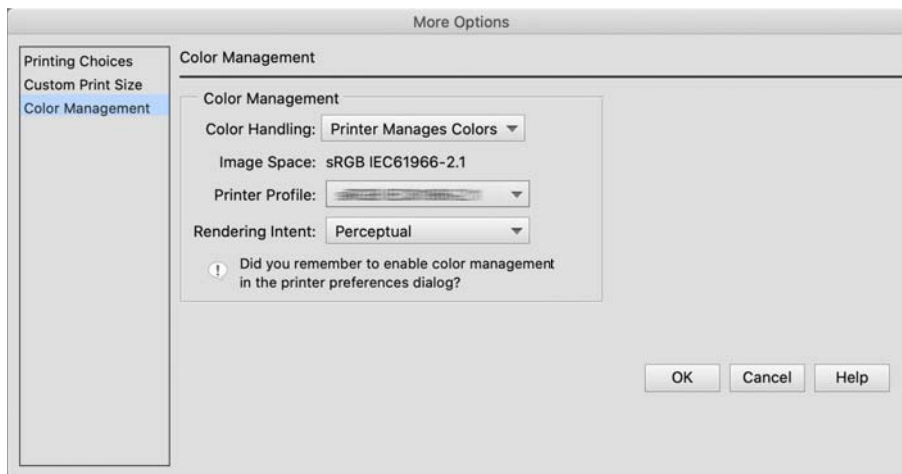 More Options
Printing Choices
Custom Print Size
Color Management
Color Management
Color Management
Color Handling: Printer Manages Colors
Image Space: sRGB IEC61966-2.1
Printer Profile:
Rendering Intent: Perceptual
! Did you remember to enable color management
in the printer preferences dialog?
OK Cancel Help